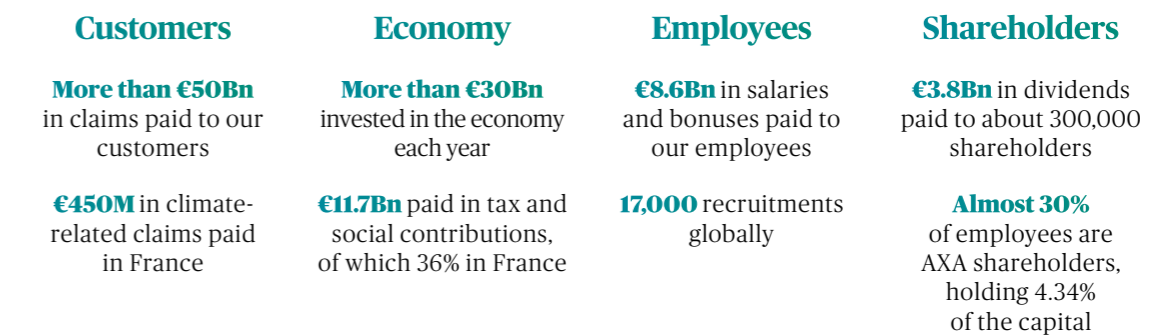 Customers
More than €50Bn
in claims paid to our
customers
€450M in climate-
related claims paid
in France
Economy
More than €30Bn
invested in the economy
each year
€11.7Bn paid in tax and
social contributions,
of which 36% in France
Employees
€8.6Bn in salaries
and bonuses paid to
our employees
17,000 recruitments
globally
Shareholders
€3.8Bn in dividends
paid to about 300,000
shareholders
Almost 30%
of employees are
AXA shareholders,
holding 4.34%
of the capital